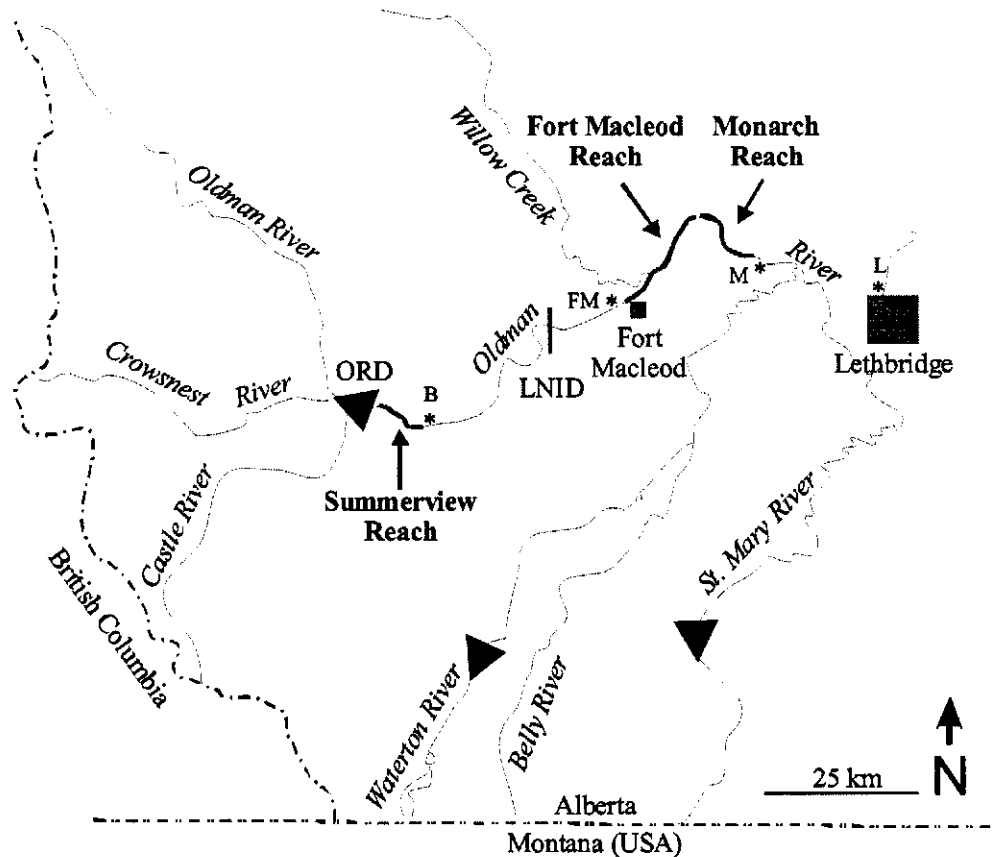 Fort Macleod
Reach
Monarch
Reach
Willow Creek
Oldman River
River
L
*
M *
FM *
Oldman
Fort
Macleod
Lethbridge
LNID
Crowsnest
River
ORD
B
*
Summerview
Reach
Castle River
St. Mary River
British Columbia
Waterton River
Belly River
N
25 km
Alberta
Montana (USA)